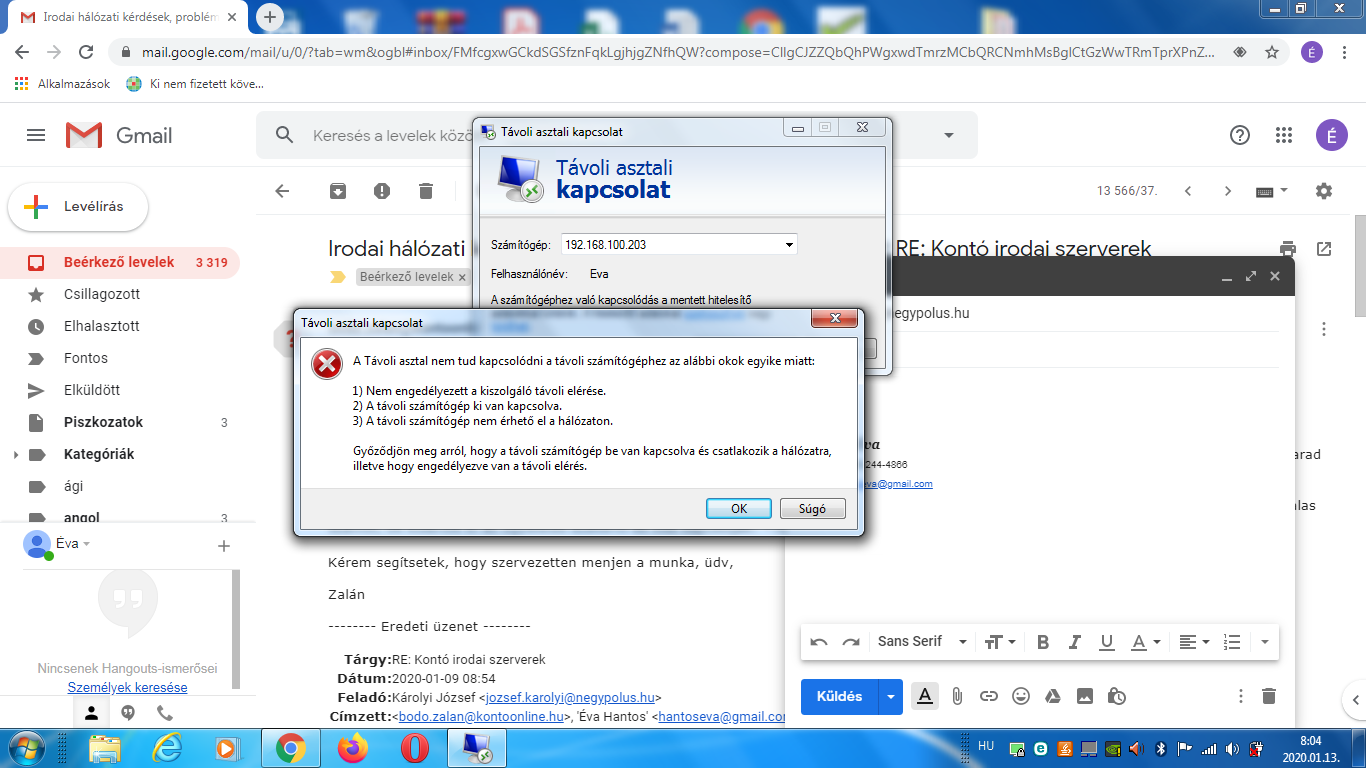 Irodai hálózati kérdések, problém
mail.google.com/mail/u/0/?tab=wm&ogbl#inbox/FMfcgxwGCkdSGSfznFqkLgjhjgZNfhQW?compose=CllgCJZZQbQhPWgxwdTmrzMCbQRCNmhMsBglCtGzWwTRmTprXPnZ...
É
Alkalmazások
Ki nem fizetett köve...
Gmail
Keresés a levelek közö
É
Levélírás
13 566/37.
Beérkező levelek 3 319
Csillagozott
Elhalasztott
Fontos
Elküldött
Piszkozatok 3
Kategóriák
ági
angol 3
Éva
Nincsenek Hangouts-ismerősei
Személyek keresése
Irodai hálózati
RE: Kontó irodai szerverek
Beérkező levelek
Távoli asztali kapcsolat
Távoli asztali
kapcsolat
Számítógép: 192.168.100.203
Felhasználónév: Eva
A számítógéphez való kapcsolódás a mentett hitelesítő
Távoli asztali kapcsolat
A Távoli asztal nem tud kapcsolódni a távoli számítógéphez az alábbi okok egyike miatt:
1) Nem engedélyezett a kiszolgáló távoli elérése.
2) A távoli számítógép ki van kapcsolva.
3) A távoli számítógép nem érhető el a hálózaton.
Győződjön meg arról, hogy a távoli számítógép be van kapcsolva és csatlakozik a hálózatra,
illetve hogy engedélyezve van a távoli elérés.
OK
Súgó
egypolus.hu
va
244-4866
eva@gmail.com
arad
alas
Kérem segítsetek, hogy szervezetten menjen a munka, üdv,
Zalán
-------- Eredeti üzenet --------
Tárgy:RE: Kontó irodai szerverek
Dátum:2020-01-09 08:54
Feladó:Károlyi József <jozsef.karolyi@negypolus.hu>
Címzett:<bodo.zalan@kontoonline.hu>, 'Éva Hantos' <hantoseva@gmail.com
Sans Serif
Küldés
HU
8:04
2020.01.13.